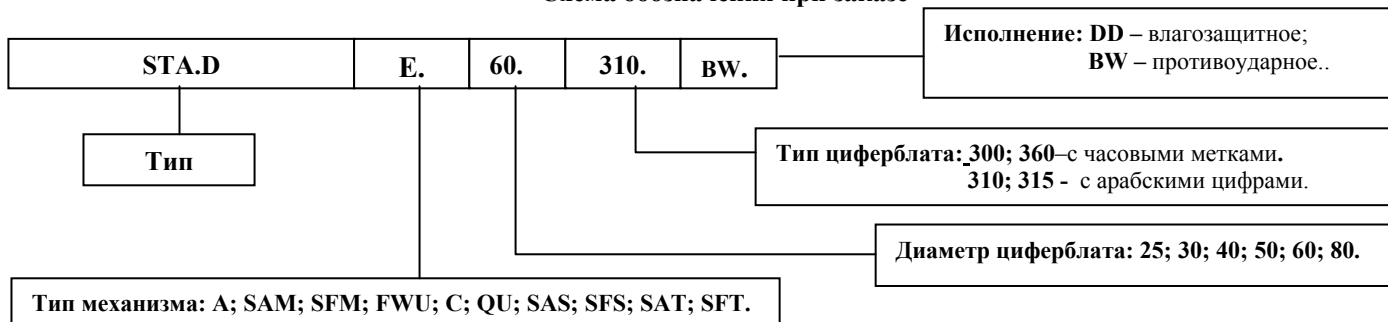 STA.D E. 60. 310. BW.
Исполнение: DD – влагозащитное;
BW – противоударное..
Тип
Тип циферблата: 300; 360–с часовыми метками.
310; 315 - с арабскими цифрами.
Диаметр циферблата: 25; 30; 40; 50; 60; 80.
Тип механизма: A; SAM; SFM; FWU; C; QU; SAS; SFS; SAT; SFT.